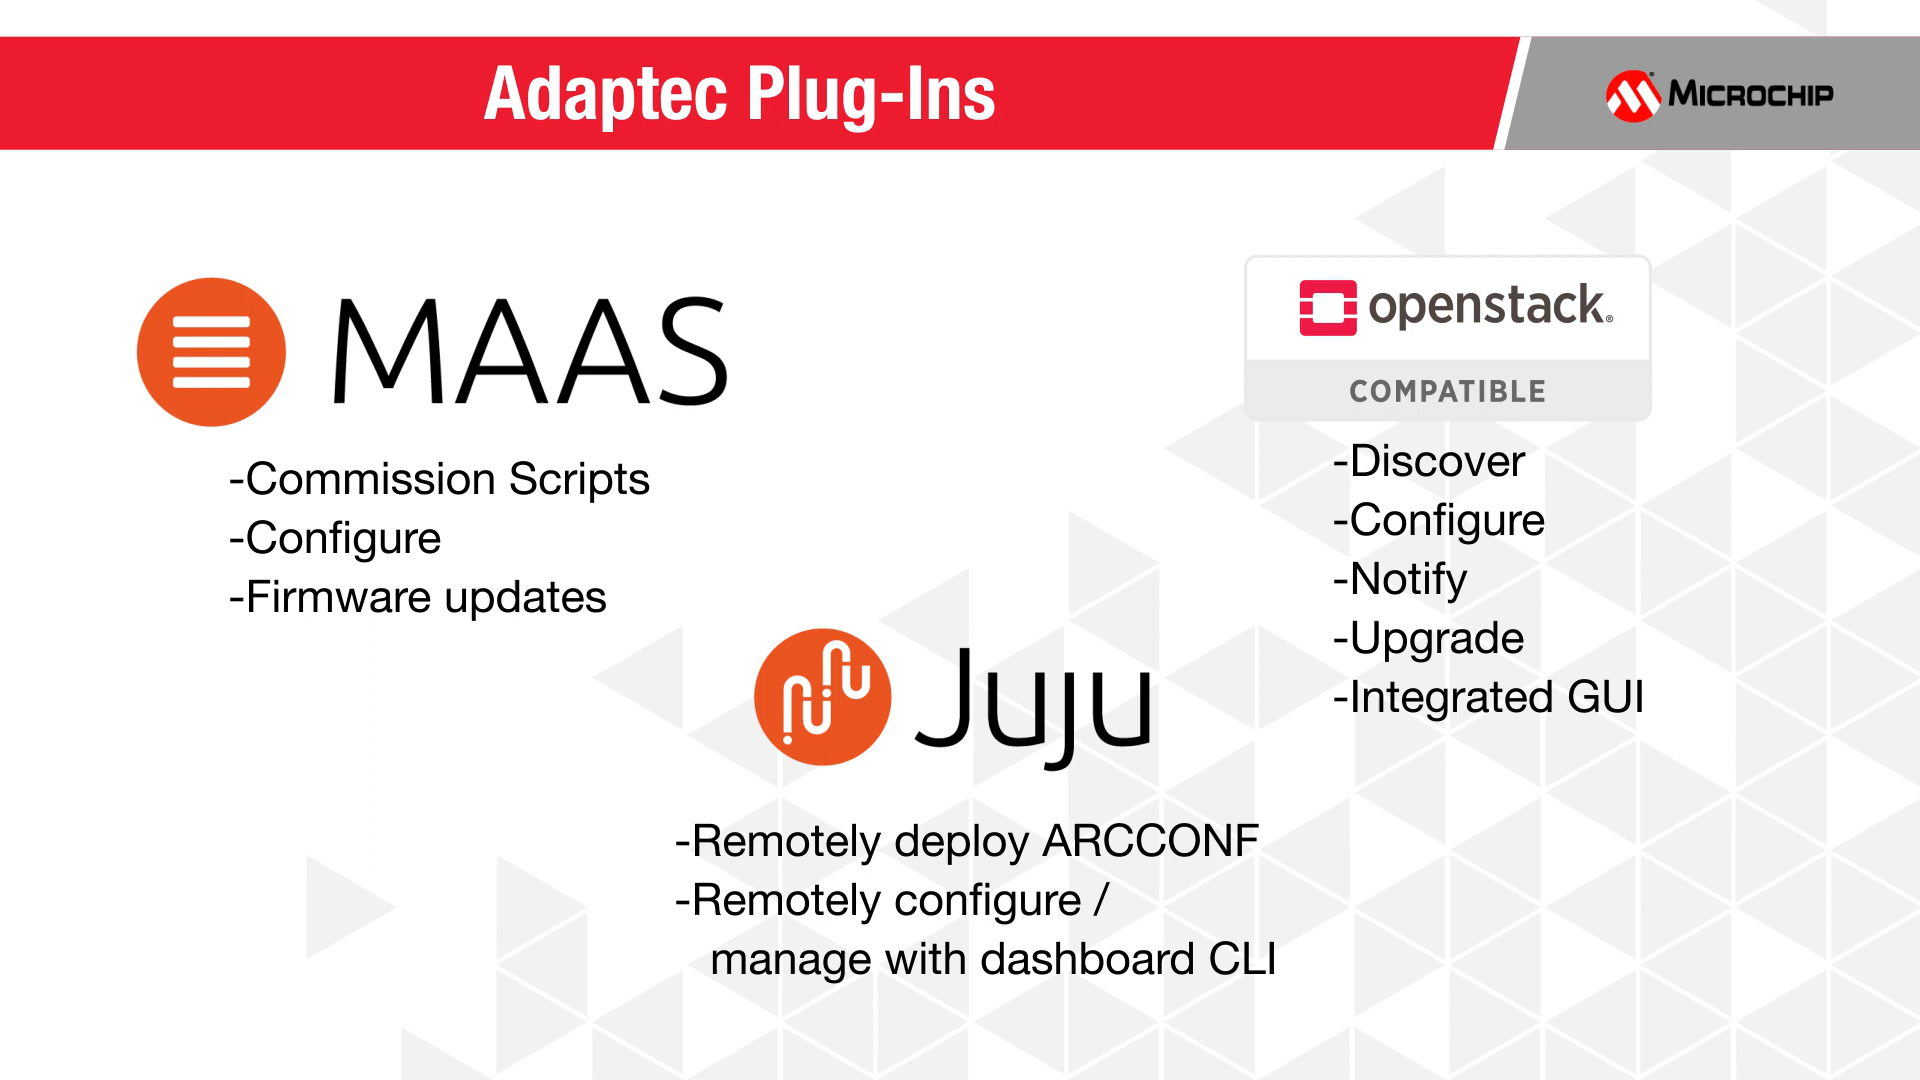 Adaptec Plug-Ins
MICROCHIP
MAAS
-Commission Scripts
-Configure
-Firmware updates
openstack®
COMPATIBLE
-Discover
-Configure
-Notify
-Upgrade
-Integrated GUI
Juju
-Remotely deploy ARCCONF
-Remotely configure /
manage with dashboard CLI